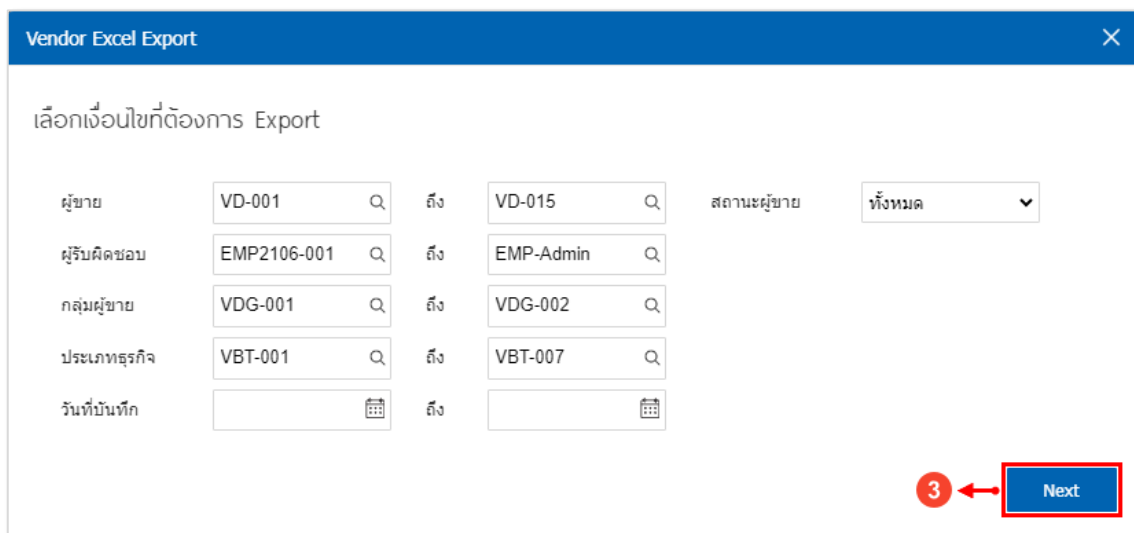 Vendor Excel Export
เลือกเงื่อนไขที่ต้องการ Export
ผู้ขาย VD-001 ถึง VD-015 สถานะผู้ขาย ทั้งหมด
ผู้รับผิดชอบ EMP2106-001 ถึง EMP-Admin
กลุ่มผู้ขาย VDG-001 ถึง VDG-002
ประเภทธุรกิจ VBT-001 ถึง VBT-007
วันที่บันทึก ถึง
3 Next